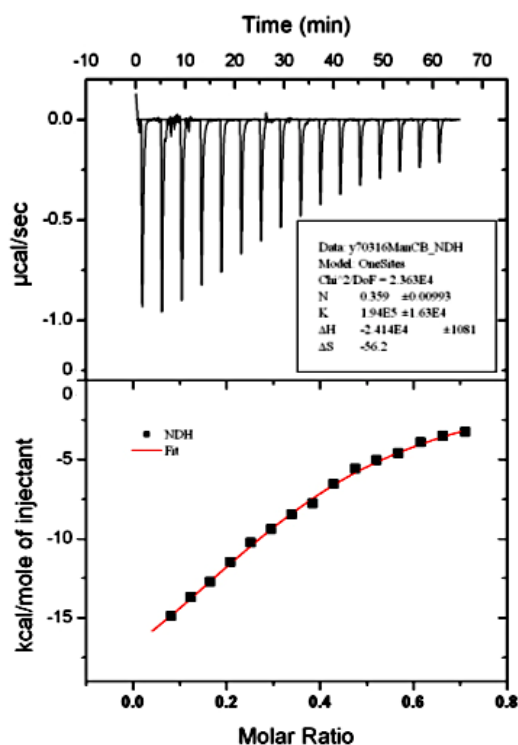 Time (min)
-10 0 10 20 30 40 50 60 70 80
0.0
-0.5
-1.0
0
µcal/sec
Data: y70316ManCB_NDH
Model: OneSites
Chi^2/DoF = 2.363E4
N 0.359 ±0.00993
K 1.94E5 ±1.63E4
ΔH -2.414E4 ±1081
ΔS -56.2
0
-5
-10
-15
kcal/mole of injectant
NDH
Fit
0.0 0.2 0.4 0.6 0.8
Molar Ratio